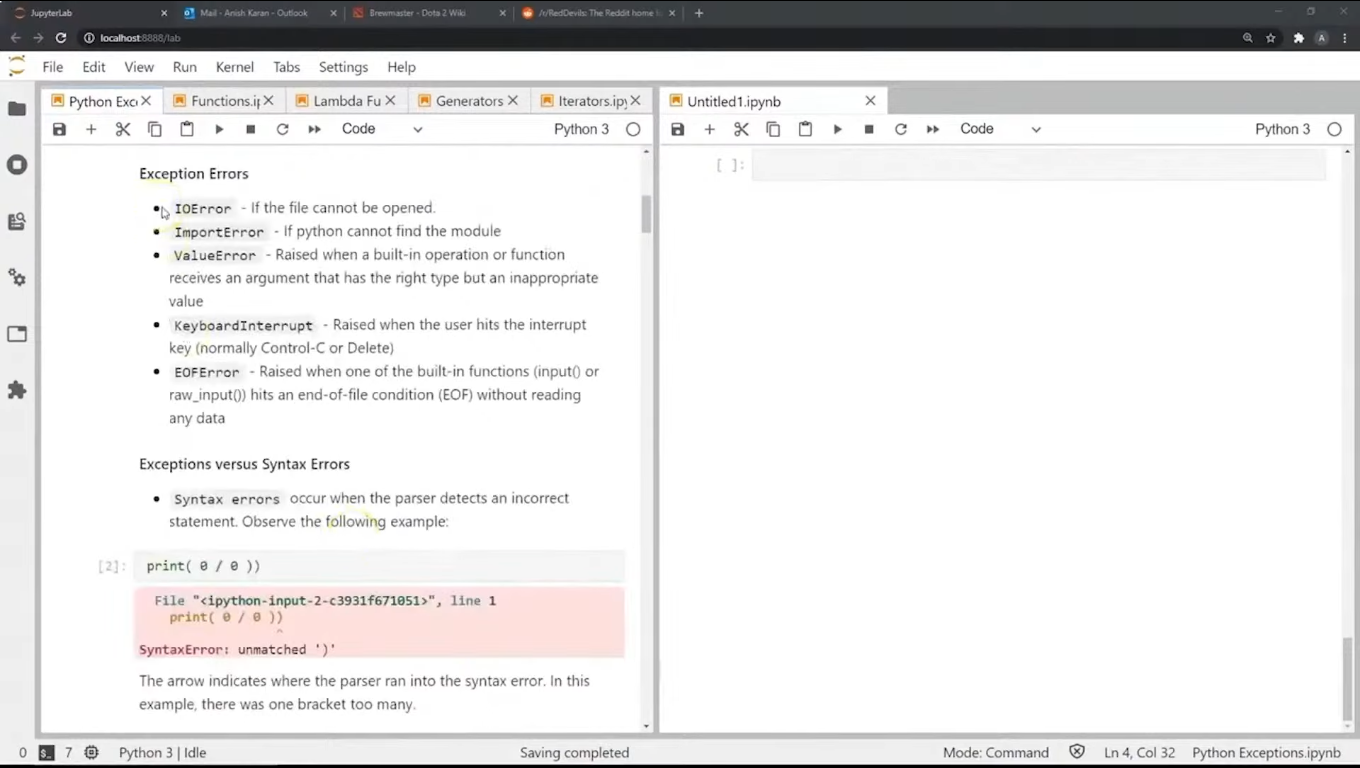 JupyterLab
Mail - Anish Karan - Outlook
Brewmaster - Dota 2 Wiki
/r/RedDevils: The Reddit home
localhost:8888/lab
A
File Edit View Run Kernel Tabs Settings Help
Python Exc
Functions.i
Lambda Fu
Generators
Iterators.ipy
Untitled1.ipynb
Code
Python 3
Code
Python 3
[ ]:
Exception Errors
IOError - If the file cannot be opened.
ImportError - If python cannot find the module
ValueError - Raised when a built-in operation or function
receives an argument that has the right type but an inappropriate
value
KeyboardInterrupt - Raised when the user hits the interrupt
key (normally Control-C or Delete)
EOFError - Raised when one of the built-in functions (input() or
raw_input()) hits an end-of-file condition (EOF) without reading
any data
Exceptions versus Syntax Errors
Syntax errors occur when the parser detects an incorrect
statement. Observe the following example:
[2]: print( 0 / 0 ))
File "<ipython-input-2-c3931f671051>", line 1
print( 0 / 0 ))
^
SyntaxError: unmatched ')'
The arrow indicates where the parser ran into the syntax error. In this
example, there was one bracket too many.
0 7 Python 3 | Idle Saving completed Mode: Command Ln 4, Col 32 Python Exceptions.ipynb